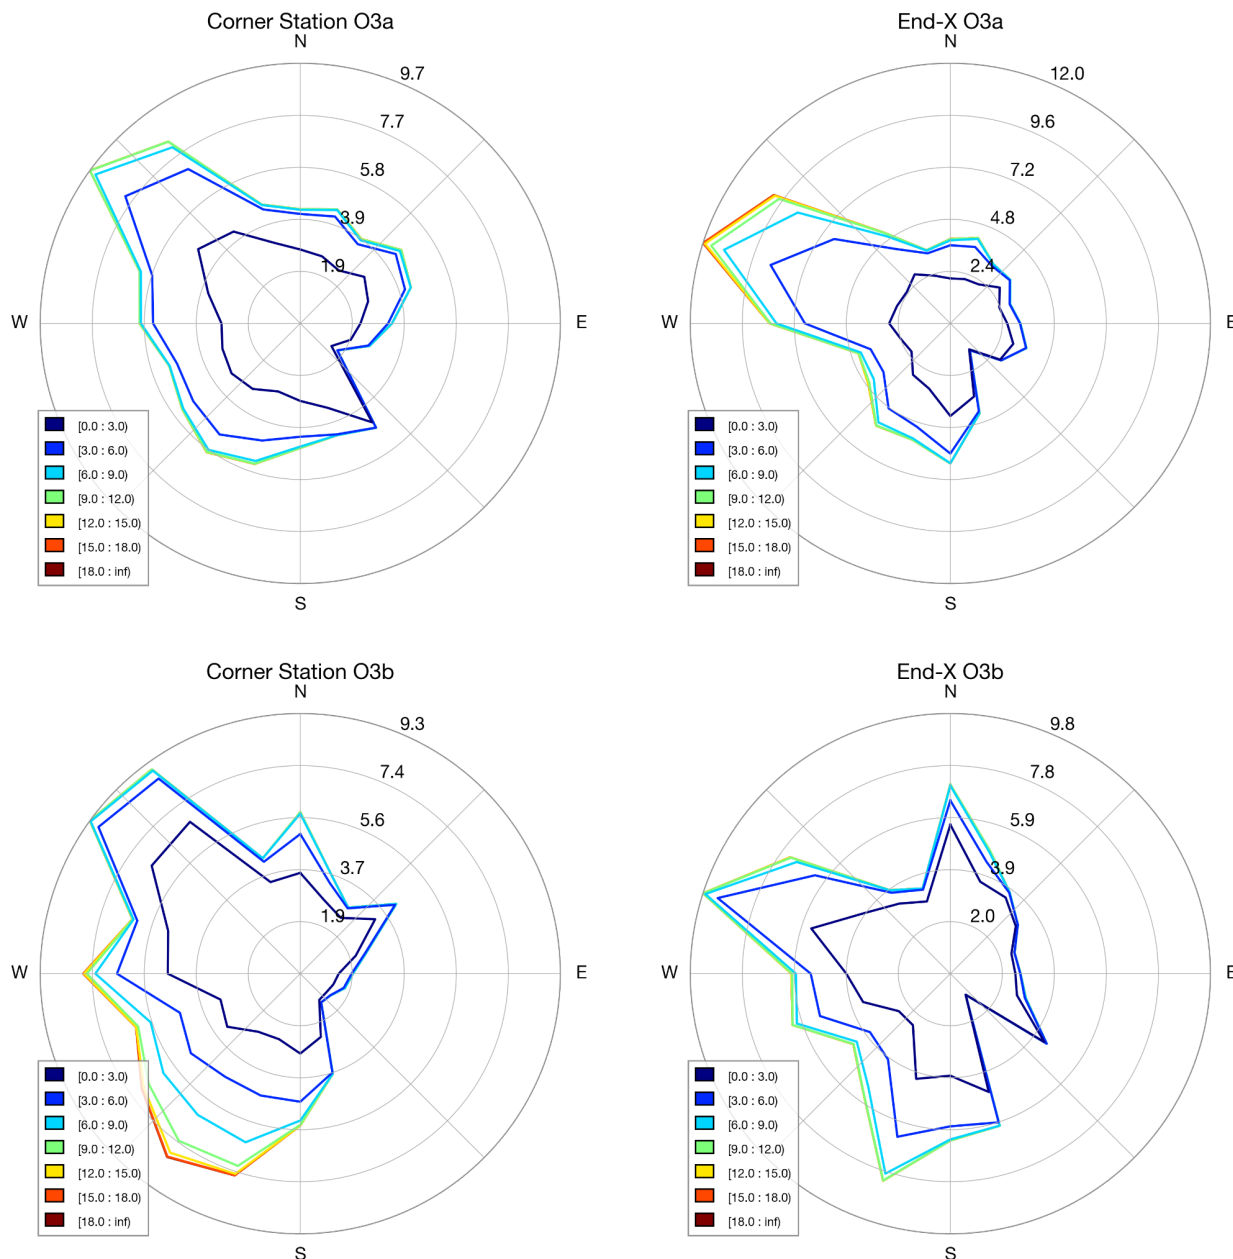 Corner Station O3a
N
9.7
7.7
5.8
3.9
1.9
W
E
S
[0.0 : 3.0)
[3.0 : 6.0)
[6.0 : 9.0)
[9.0 : 12.0)
[12.0 : 15.0)
[15.0 : 18.0)
[18.0 : inf)
End-X O3a
N
12.0
9.6
7.2
4.8
2.4
W
E
S
[0.0 : 3.0)
[3.0 : 6.0)
[6.0 : 9.0)
[9.0 : 12.0)
[12.0 : 15.0)
[15.0 : 18.0)
[18.0 : inf)
Corner Station O3b
N
9.3
7.4
5.6
3.7
1.9
W
E
S
[0.0 : 3.0)
[3.0 : 6.0)
[6.0 : 9.0)
[9.0 : 12.0)
[12.0 : 15.0)
[15.0 : 18.0)
[18.0 : inf)
End-X O3b
N
9.8
7.8
5.9
3.9
2.0
W
E
S
[0.0 : 3.0)
[3.0 : 6.0)
[6.0 : 9.0)
[9.0 : 12.0)
[12.0 : 15.0)
[15.0 : 18.0)
[18.0 : inf)